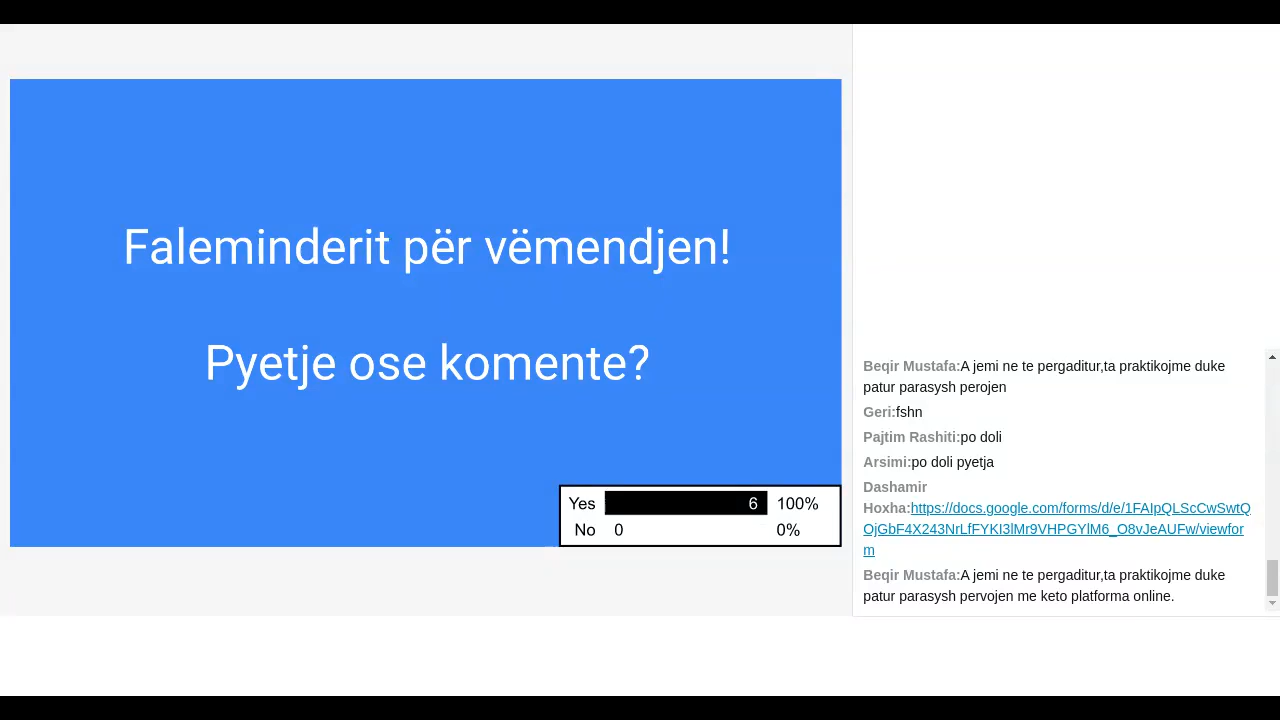 Faleminderit për vëmendjen!
Pyetje ose komente?
Yes 6 100%
No 0 0%
Beqir Mustafa:A jemi ne te pergaditur,ta praktikojme duke
patur parasysh perojen
Geri:fshn
Pajtim Rashiti:po doli
Arsimi:po doli pyetja
Dashamir
Hoxha:https://docs.google.com/forms/d/e/1FAIpQLScCwSwtQ
OjGbF4X243NrLfFYKI3lMr9VHPGYlM6_O8vJeAUFw/viewfor
m
Beqir Mustafa:A jemi ne te pergaditur,ta praktikojme duke
patur parasysh pervojen me keto platforma online.